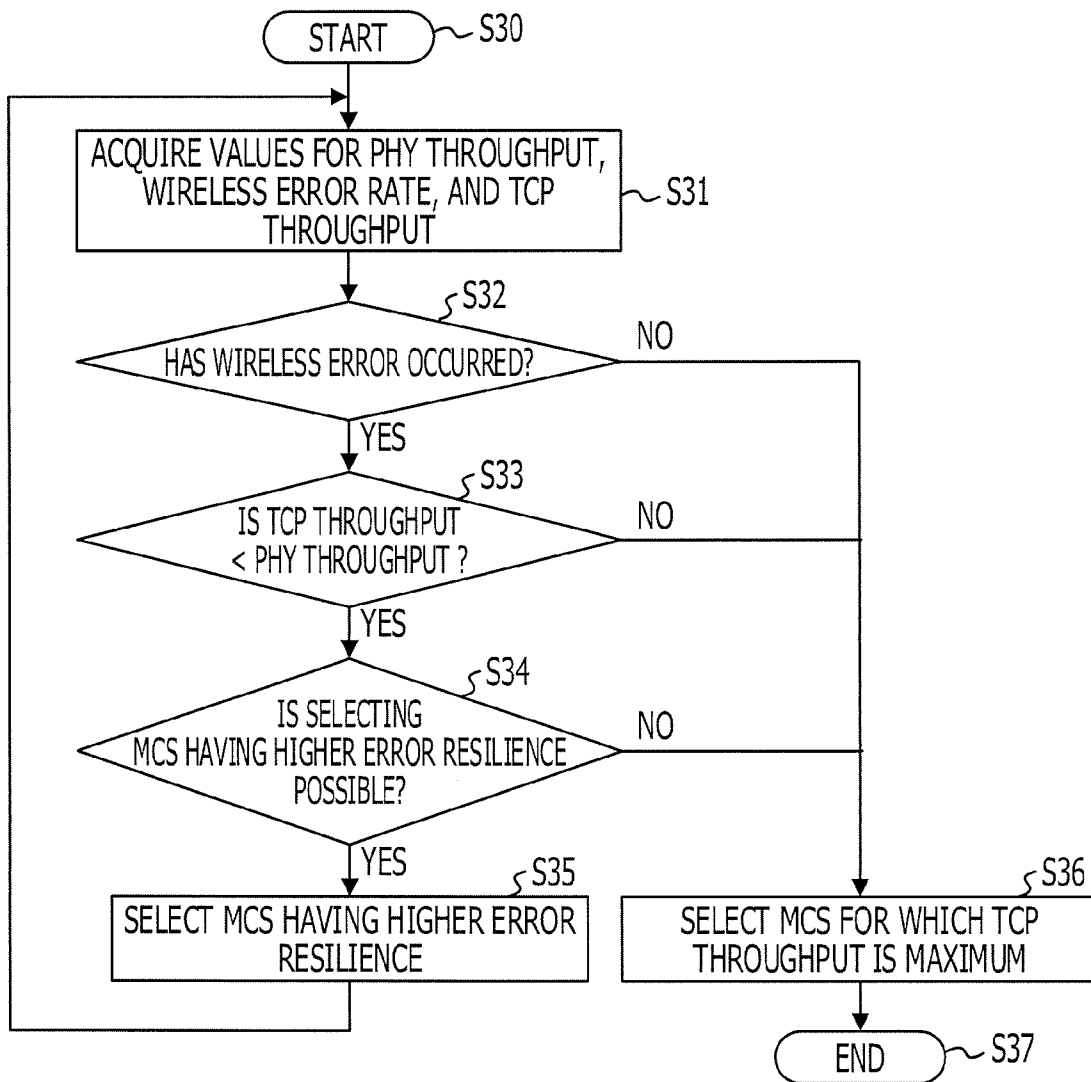 START
S30
ACQUIRE VALUES FOR PHY THROUGHPUT,
WIRELESS ERROR RATE, AND TCP
THROUGHPUT
S31
S32
HAS WIRELESS ERROR OCCURRED?
NO
YES
S33
IS TCP THROUGHPUT
< PHY THROUGHPUT ?
NO
YES
S34
IS SELECTING
MCS HAVING HIGHER ERROR RESILIENCE
POSSIBLE?
NO
YES
S35
SELECT MCS HAVING HIGHER ERROR
RESILIENCE
S36
SELECT MCS FOR WHICH TCP
THROUGHPUT IS MAXIMUM
END
S37